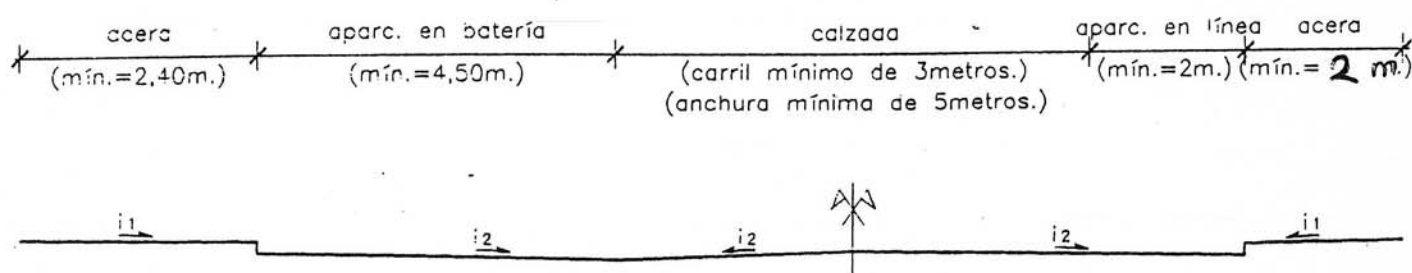 acera aparc. en batería calzada aparc. en línea acera
(mín.=2,40m.) (mín.=4,50m.) (carril mínimo de 3metros.) (mín.=2m.) (mín.= 2 m.)
(anchura mínima de 5metros.)
i1 i2 i2 i2 i1